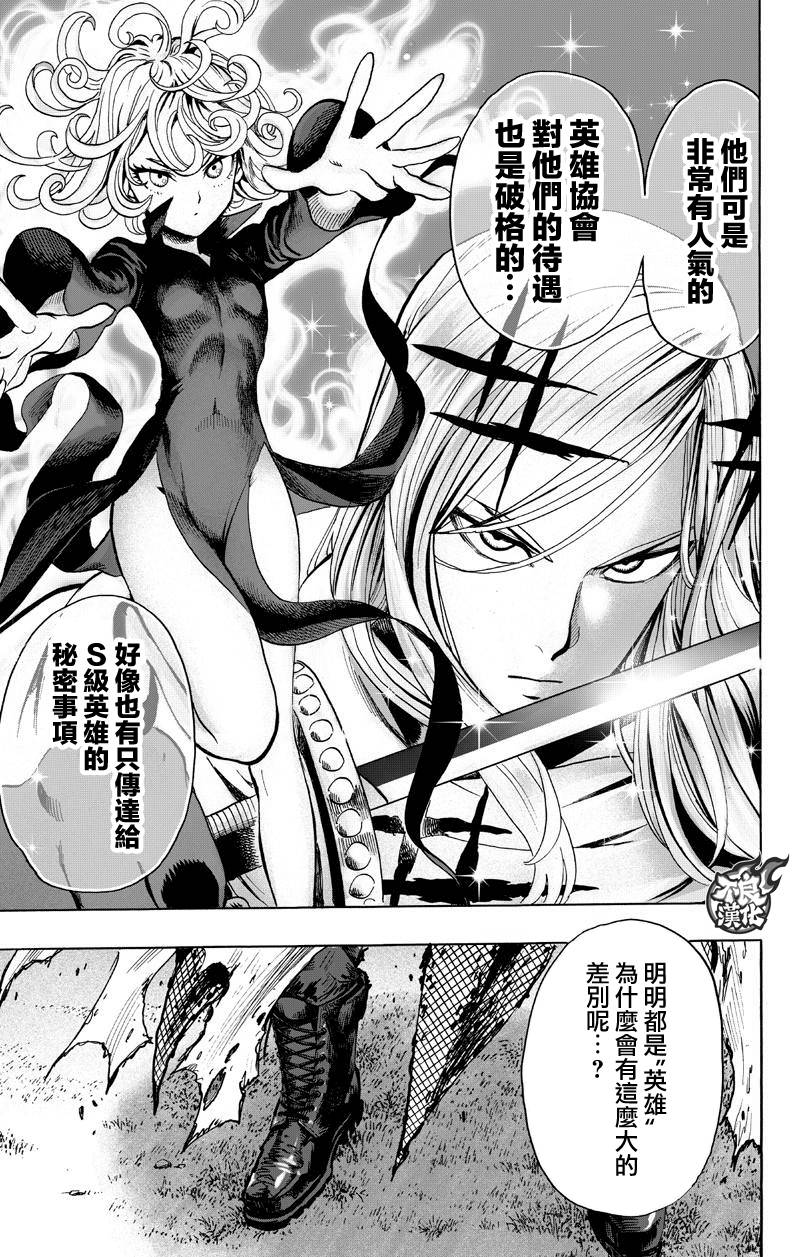 他們可是
非常有人氣的
英雄協會
對他們的待遇
也是破格的…
好像也有只傳達給
S級英雄的
秘密事項
狼
漢化
明明都是"英雄"
為什麼會有這麼大的
差別呢…?